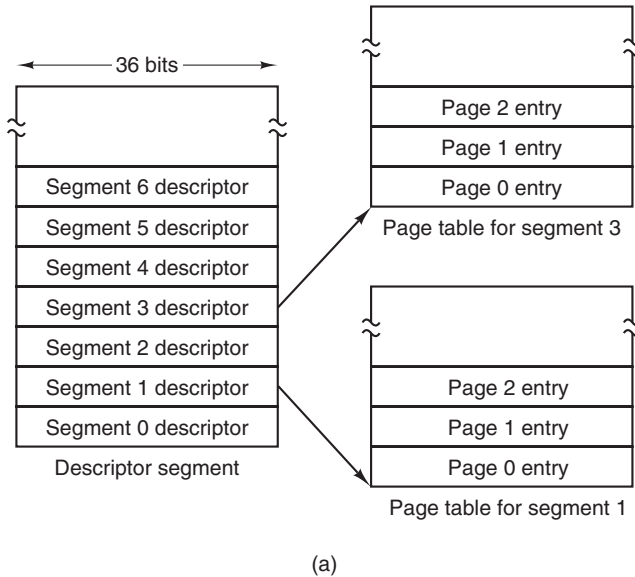 36 bits
Segment 6 descriptor
Segment 5 descriptor
Segment 4 descriptor
Segment 3 descriptor
Segment 2 descriptor
Segment 1 descriptor
Segment 0 descriptor
Descriptor segment
Page 2 entry
Page 1 entry
Page 0 entry
Page table for segment 3
Page 2 entry
Page 1 entry
Page 0 entry
Page table for segment 1
(a)